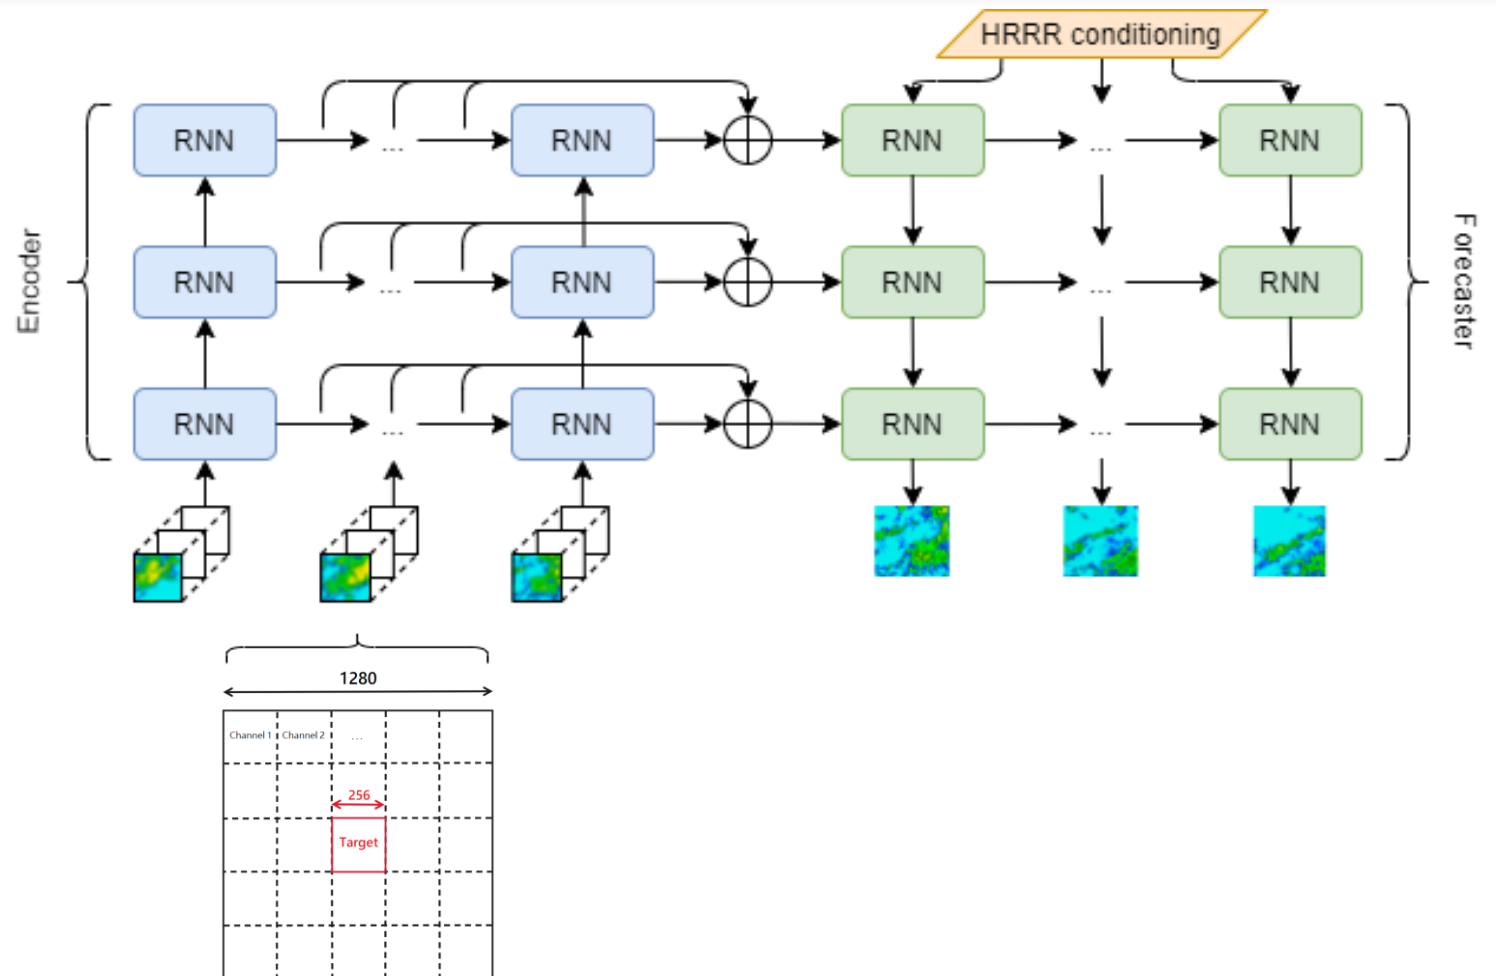 HRRR conditioning
RNN
...
RNN
RNN
...
RNN
Encoder
RNN
...
RNN
RNN
...
RNN
Forecaster
RNN
...
RNN
RNN
...
RNN
1280
Channel 1
Channel 2
...
256
Target